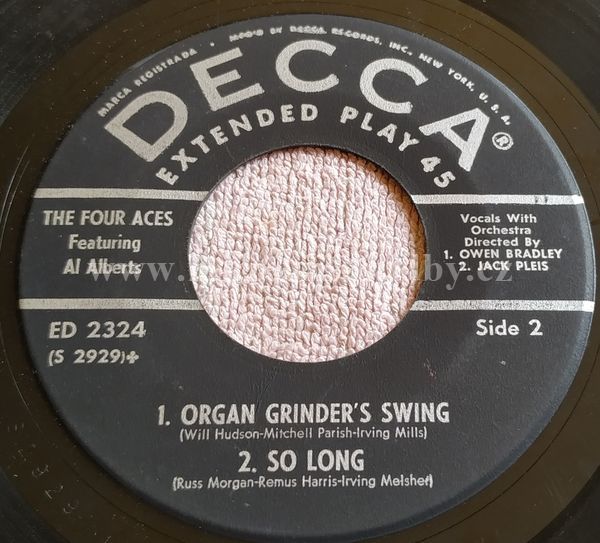 MARCA REGISTRADA • MF'G BY DECCA RECORDS, INC., NEW YORK, U. S. A.
DECCA®
EXTENDED PLAY 45
THE FOUR ACES
Featuring
Al Alberts
Vocals With
Orchestra
Directed By
1. OWEN BRADLEY
2. JACK PLEIS
ED 2324
(S 2929)+
Side 2
1. ORGAN GRINDER'S SWING
(Will Hudson-Mitchell Parish-Irving Mills)
2. SO LONG
(Russ Morgan-Remus Harris-Irving Melsher)